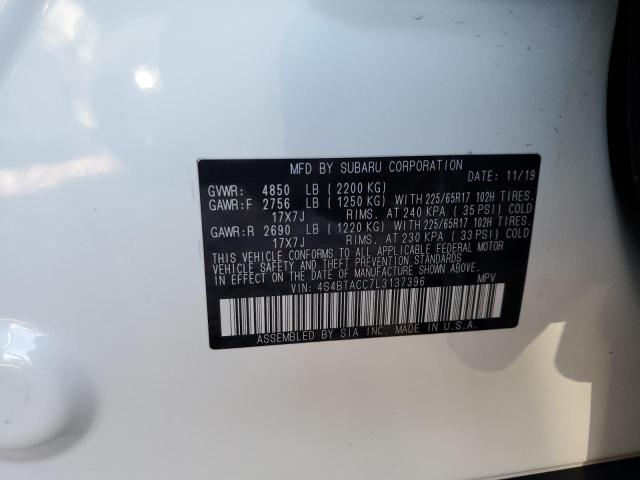 MFD BY SUBARU CORPORATION
DATE: 11/19
GVWR: 4850 LB (2200 KG)
GAWR:F 2756 LB (1250 KG) WITH 225/65R17 102H TIRES.
17X7J RIMS. AT 240 KPA (35 PSI) COLD
GAWR:R 2690 LB (1220 KG) WITH 225/65R17 102H TIRES.
17X7J RIMS. AT 230 KPA (33 PSI) COLD
THIS VEHICLE CONFORMS TO ALL APPLICABLE FEDERAL MOTOR
VEHICLE SAFETY, BUMPER, AND THEFT PREVENTION STANDARDS
IN EFFECT ON THE DATE OF MANUFACTURE SHOWN ABOVE.
VIN: 4S4BTACC7L3137396 MPV
ASSEMBLED BY SIA INC. MADE IN U.S.A.